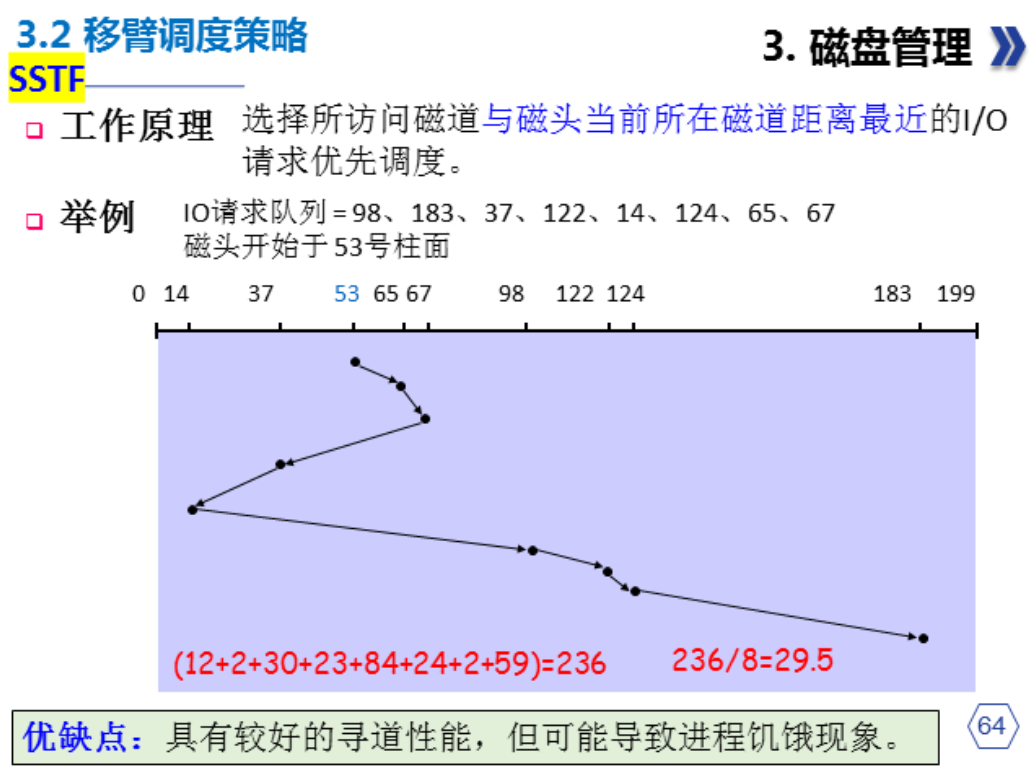 3.2 移臂调度策略
3. 磁盘管理
SSTF
工作原理 选择所访问磁道与磁头当前所在磁道距离最近的I/O
请求优先调度。
举例 IO请求队列 = 98、183、37、122、14、124、65、67
磁头开始于 53号柱面
0 14 37 53 65 67 98 122 124 183 199
(12+2+30+23+84+24+2+59)=236 236/8=29.5
优缺点：具有较好的寻道性能，但可能导致进程饥饿现象。
64